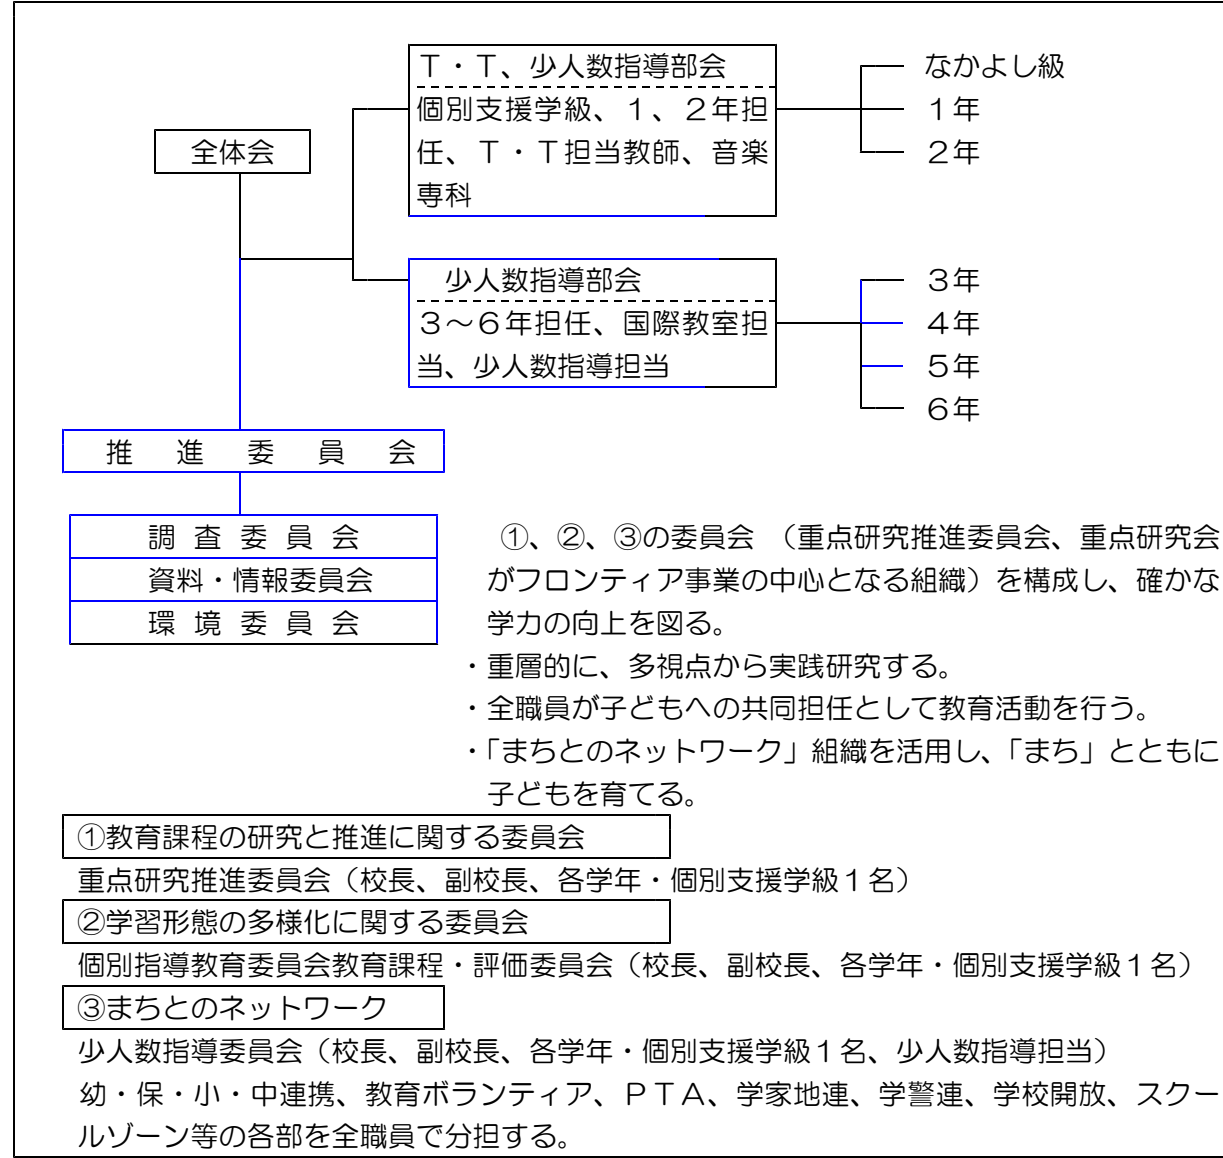 全体会
T・T、少人数指導部会
個別支援学級、1、2年担
任、T・T担当教師、音楽
専科
なかよし級
1年
2年
少人数指導部会
3～6年担任、国際教室担
当、少人数指導担当
3年
4年
5年
6年
推　進　委　員　会
調 査 委 員 会
資料・情報委員会
環 境 委 員 会
①、②、③の委員会　（重点研究推進委員会、重点研究会
がフロンティア事業の中心となる組織）を構成し、確かな
学力の向上を図る。
・重層的に、多視点から実践研究する。
・全職員が子どもへの共同担任として教育活動を行う。
・「まちとのネットワーク」組織を活用し、「まち」とともに
子どもを育てる。
①教育課程の研究と推進に関する委員会
重点研究推進委員会（校長、副校長、各学年・個別支援学級1名）
②学習形態の多様化に関する委員会
個別指導教育委員会教育課程・評価委員会（校長、副校長、各学年・個別支援学級1名）
③まちとのネットワーク
少人数指導委員会（校長、副校長、各学年・個別支援学級1名、少人数指導担当）
幼・保・小・中連携、教育ボランティア、PTA、学家地連、学警連、学校開放、スクー
ルゾーン等の各部を全職員で分担する。